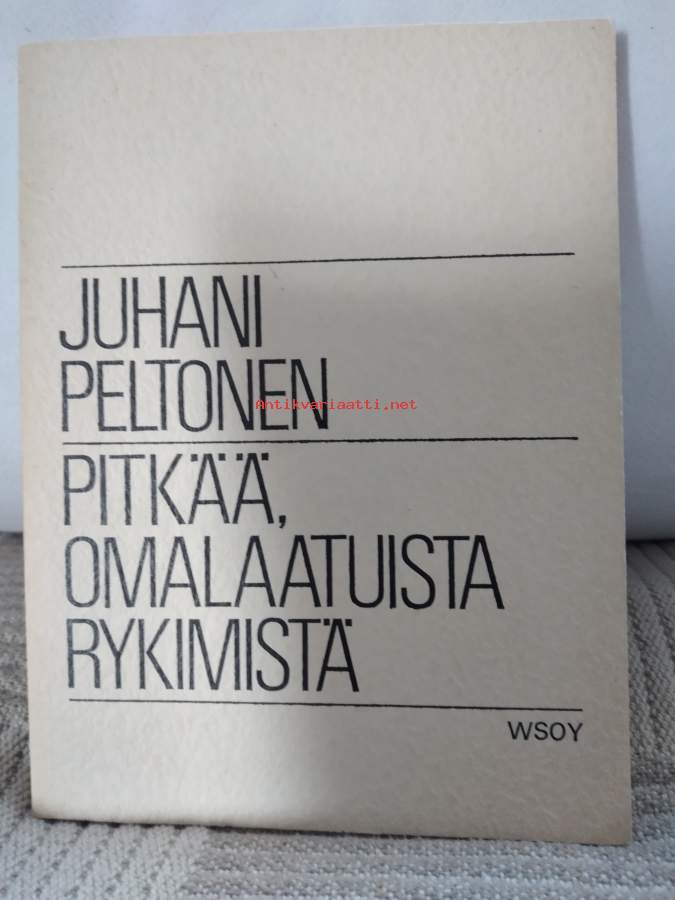 JUHANI
PELTONEN
Antikvariaatti.net
PITKÄÄ,
OMALAATUISTA
RYKIMISTÄ
WSOY